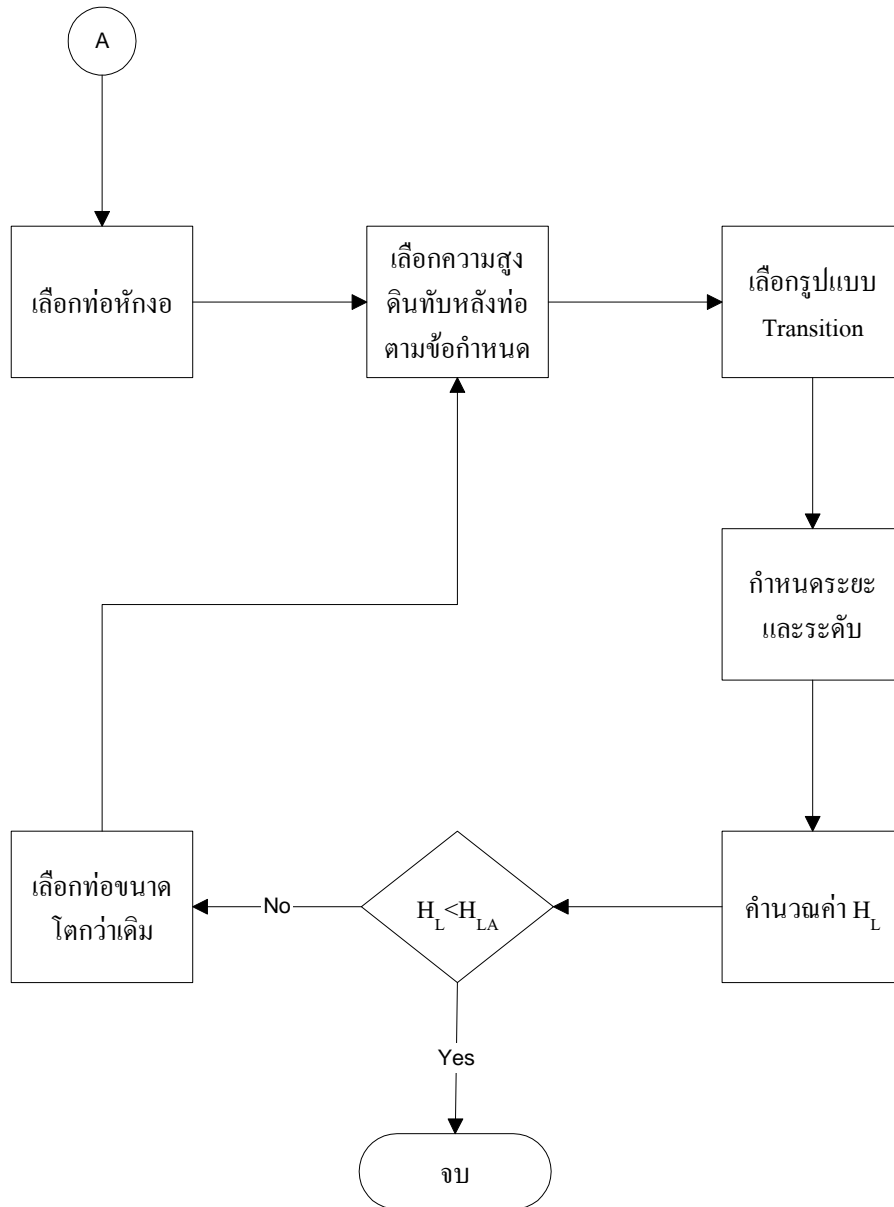 A
เลือกท่อหักงอ
เลือกความสูง
ดินทับหลังท่อ
ตามข้อกำหนด
เลือกรูปแบบ
Transition
กำหนดระยะ
และระดับ
คำนวณค่า H_L
H_L<H_LA
No
เลือกท่อขนาด
โตกว่าเดิม
Yes
จบ